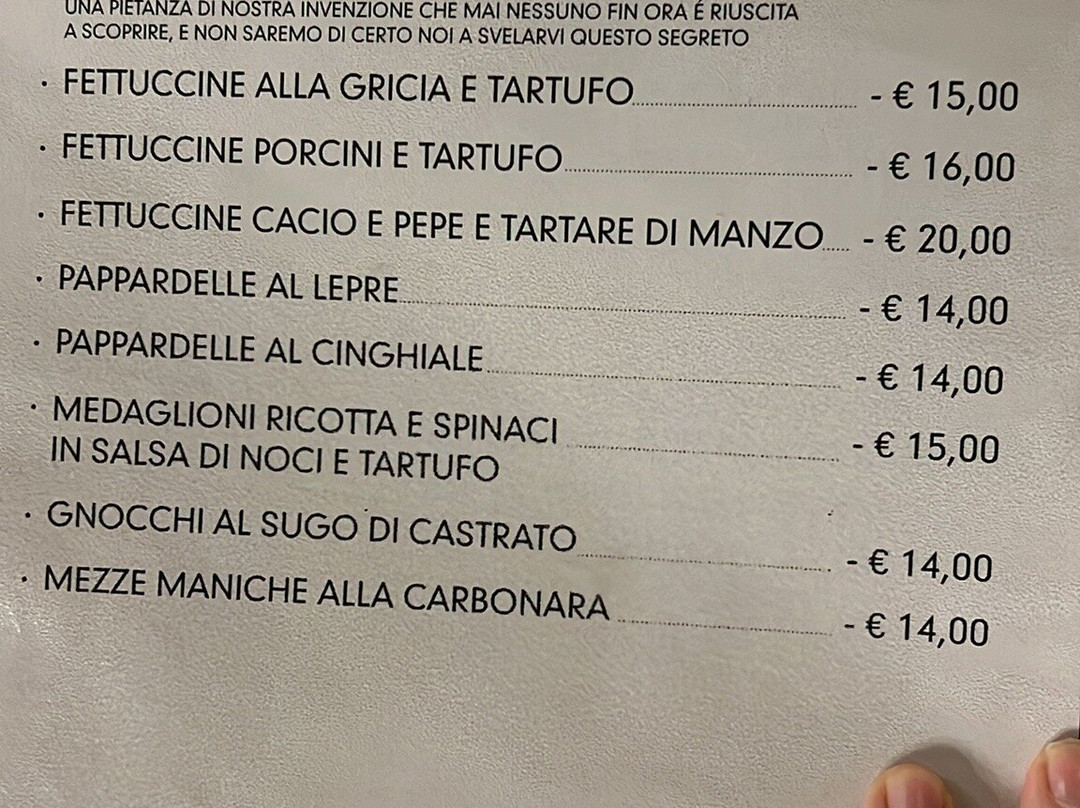 UNA PIETANZA DI NOSTRA INVENZIONE CHE MAI NESSUNO FIN ORA É RIUSCITA
A SCOPRIRE, E NON SAREMO DI CERTO NOI A SVELARVI QUESTO SEGRETO
· FETTUCCINE ALLA GRICIA E TARTUFO - € 15,00
· FETTUCCINE PORCINI E TARTUFO - € 16,00
· FETTUCCINE CACIO E PEPE E TARTARE DI MANZO - € 20,00
· PAPPARDELLE AL LEPRE - € 14,00
· PAPPARDELLE AL CINGHIALE - € 14,00
· MEDAGLIONI RICOTTA E SPINACI - € 15,00
IN SALSA DI NOCI E TARTUFO
· GNOCCHI AL SUGO DI CASTRATO - € 14,00
· MEZZE MANICHE ALLA CARBONARA - € 14,00